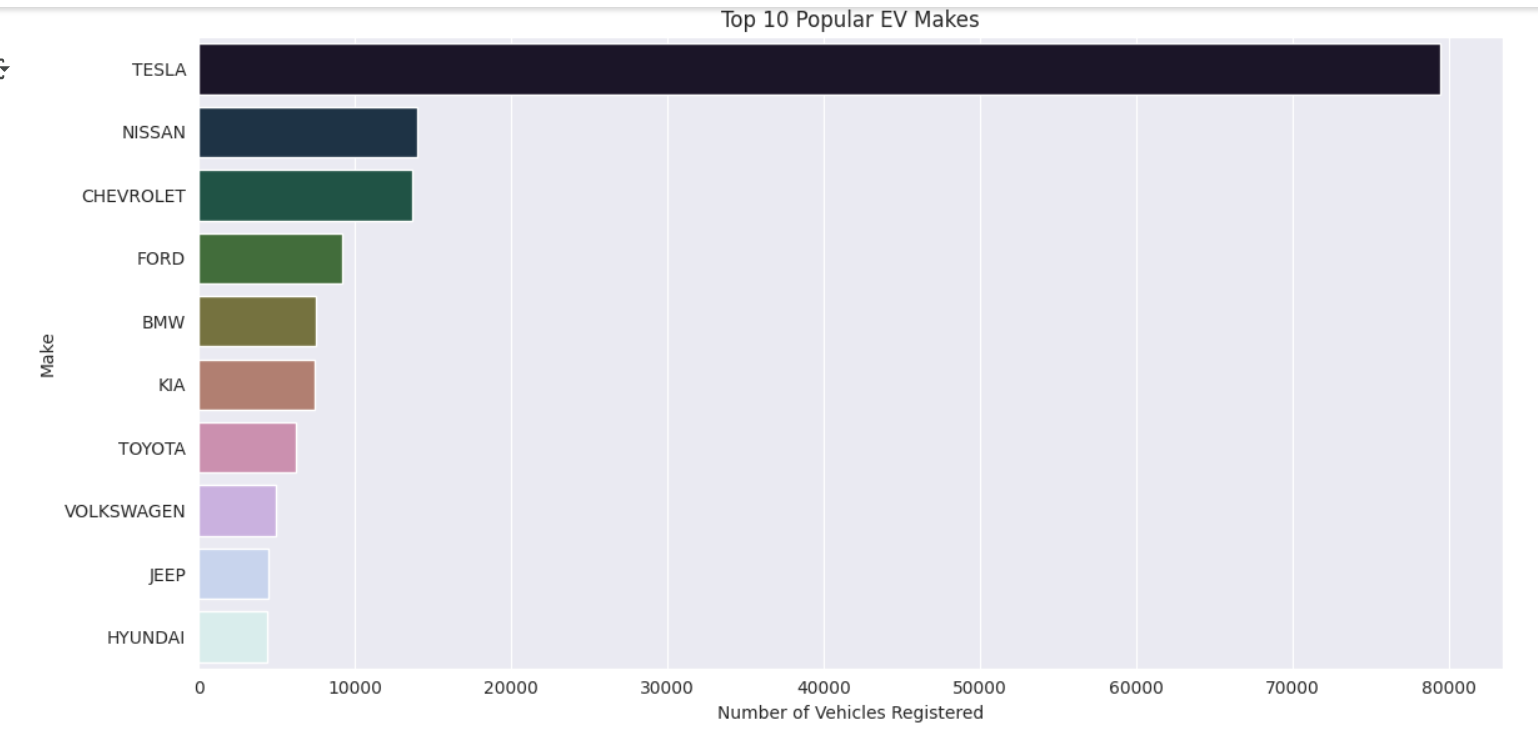 Top 10 Popular EV Makes
TESLA
NISSAN
CHEVROLET
FORD
BMW
KIA
TOYOTA
VOLKSWAGEN
JEEP
HYUNDAI
Make
0 10000 20000 30000 40000 50000 60000 70000 80000
Number of Vehicles Registered